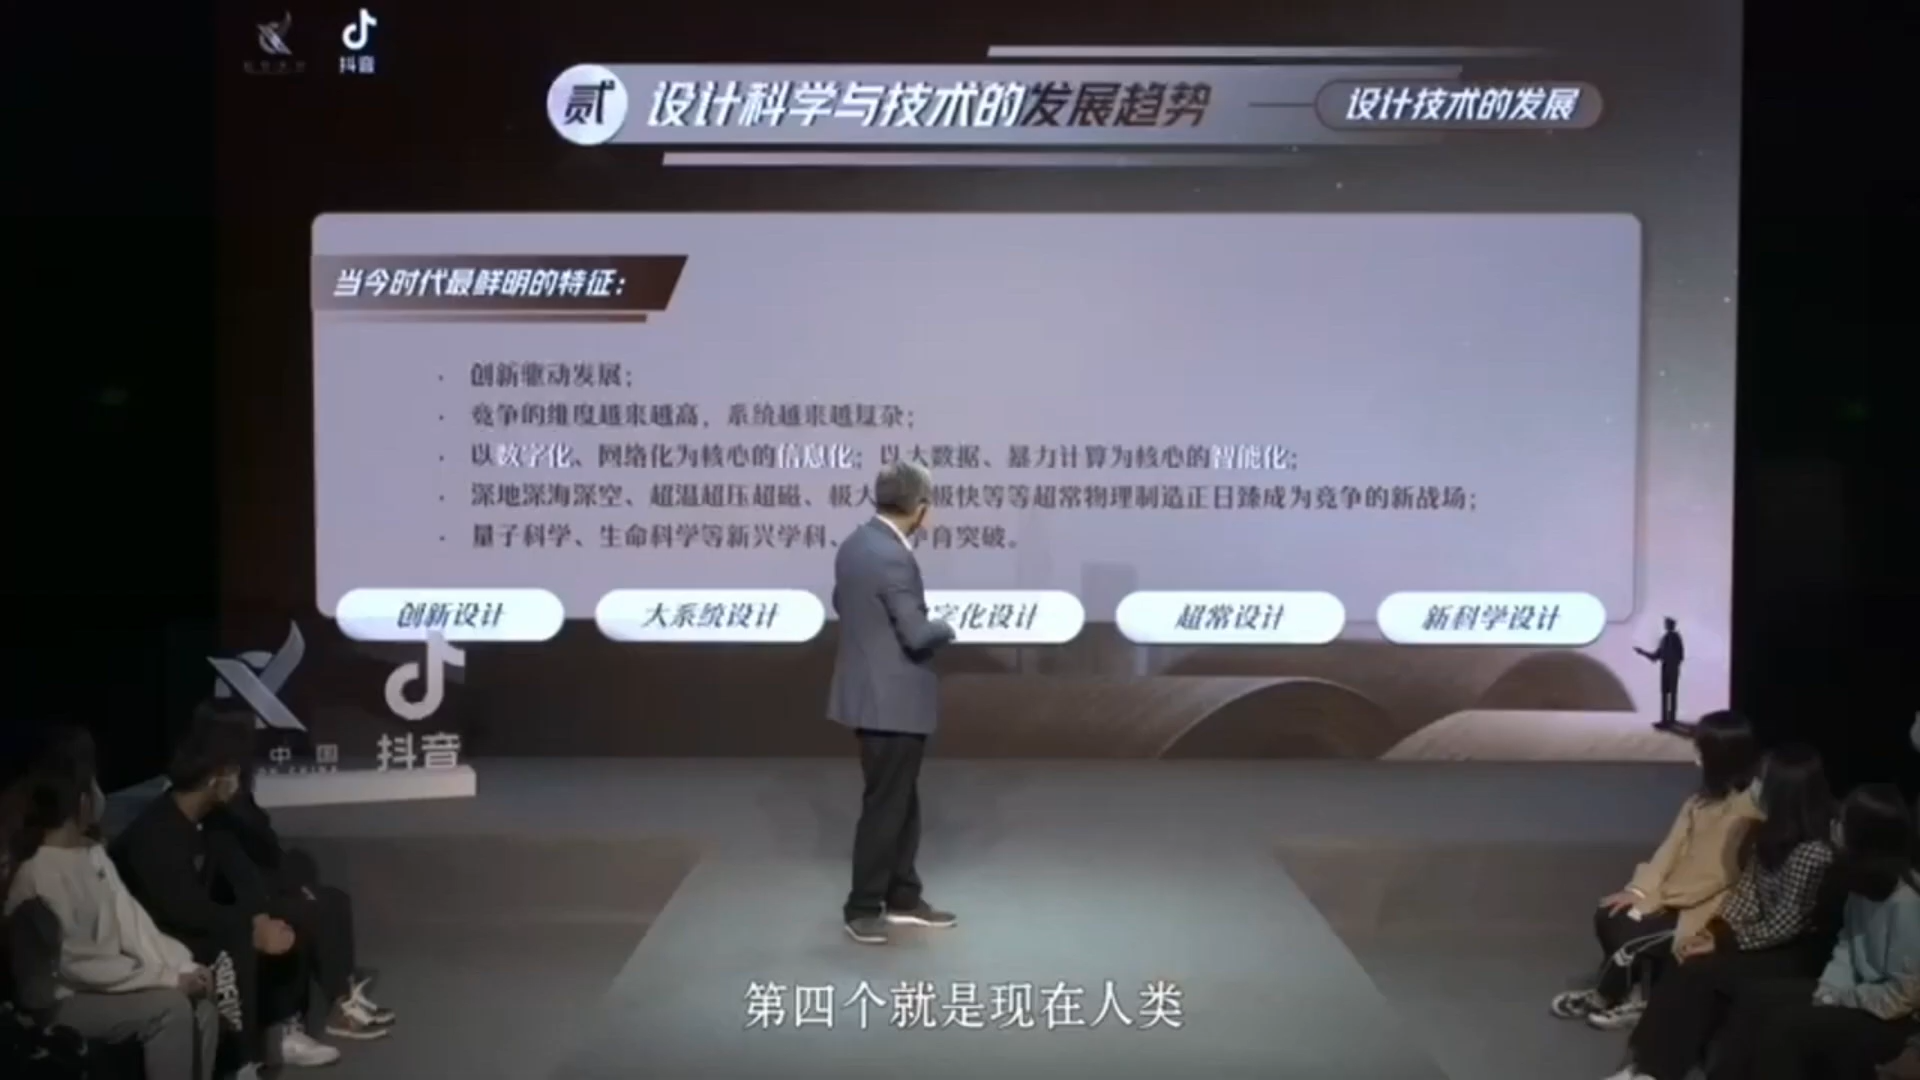 抖音
贰 设计科学与技术的发展趋势 设计技术的发展
当今时代最鲜明的特征：
· 创新驱动发展；
· 竞争的维度越来越高，系统越来越复杂；
· 以数字化、网络化为核心的信息化；以大数据、暴力计算为核心的智能化；
· 深地深海深空、超温超压超磁、极大 极快等等超常物理制造正日臻成为竞争的新战场；
· 量子科学、生命科学等新兴学科、 孕育突破。
创新设计 大系统设计 字化设计 超常设计 新科学设计
中国 抖音
第四个就是现在人类